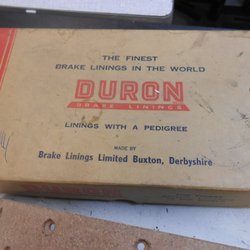 THE FINEST
BRAKE LININGS IN THE WORLD
DURON
BRAKE LININGS
LININGS WITH A PEDIGREE
MADE BY
Brake Linings Limited Buxton, Derbyshire